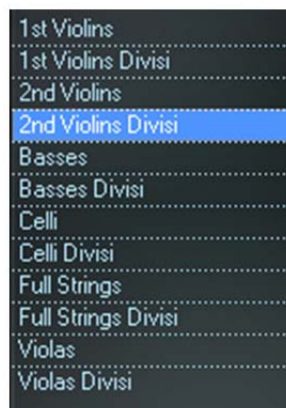 1st Violins
1st Violins Divisi
2nd Violins
2nd Violins Divisi
Basses
Basses Divisi
Celli
Celli Divisi
Full Strings
Full Strings Divisi
Violas
Violas Divisi